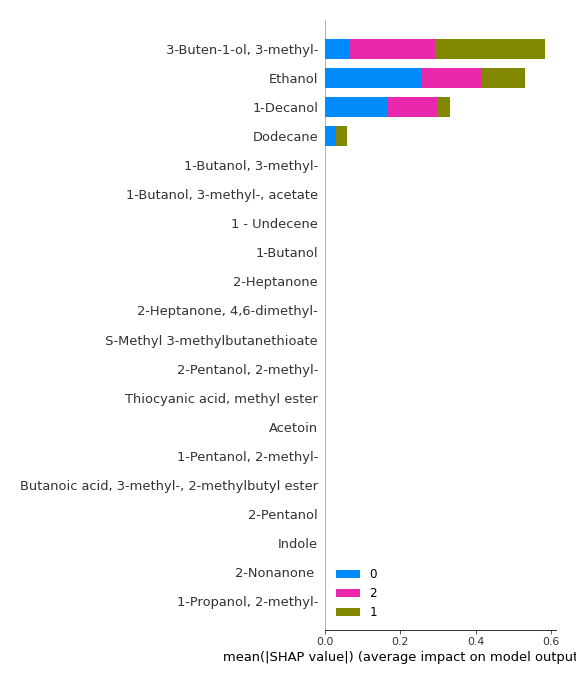 3-Buten-1-ol, 3-methyl-
Ethanol
1-Decanol
Dodecane
1-Butanol, 3-methyl-
1-Butanol, 3-methyl-, acetate
1 - Undecene
1-Butanol
2-Heptanone
2-Heptanone, 4,6-dimethyl-
S-Methyl 3-methylbutanethioate
2-Pentanol, 2-methyl-
Thiocyanic acid, methyl ester
Acetoin
1-Pentanol, 2-methyl-
Butanoic acid, 3-methyl-, 2-methylbutyl ester
2-Pentanol
Indole
2-Nonanone
1-Propanol, 2-methyl-
0
2
1
0.0 0.2 0.4 0.6
mean(|SHAP value|) (average impact on model output